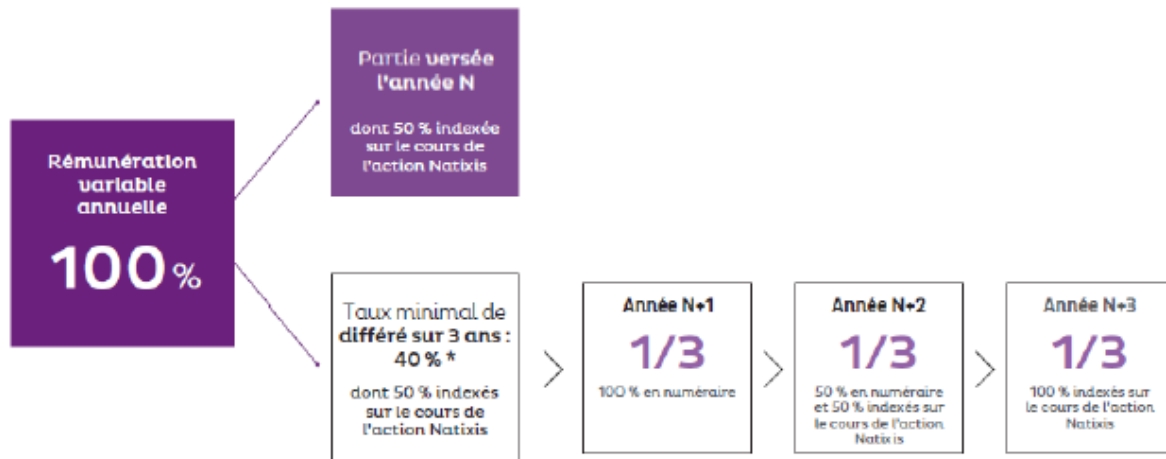 Rémunération
variable
annuelle
100 %
Partie versée
l'année N
dont 50 % indexée
sur le cours de
l'action Natixis
Taux minimal de
différé sur 3 ans :
40 % *
dont 50 % indexés
sur le cours de
l'action Natixis
Année N+1
1/3
100 % en numéraire
Année N+2
1/3
50 % en numéraire
et 50 % indexés sur
le cours de l'action
Natixis
Année N+3
1/3
100 % indexés sur
le cours de l'action
Natixis